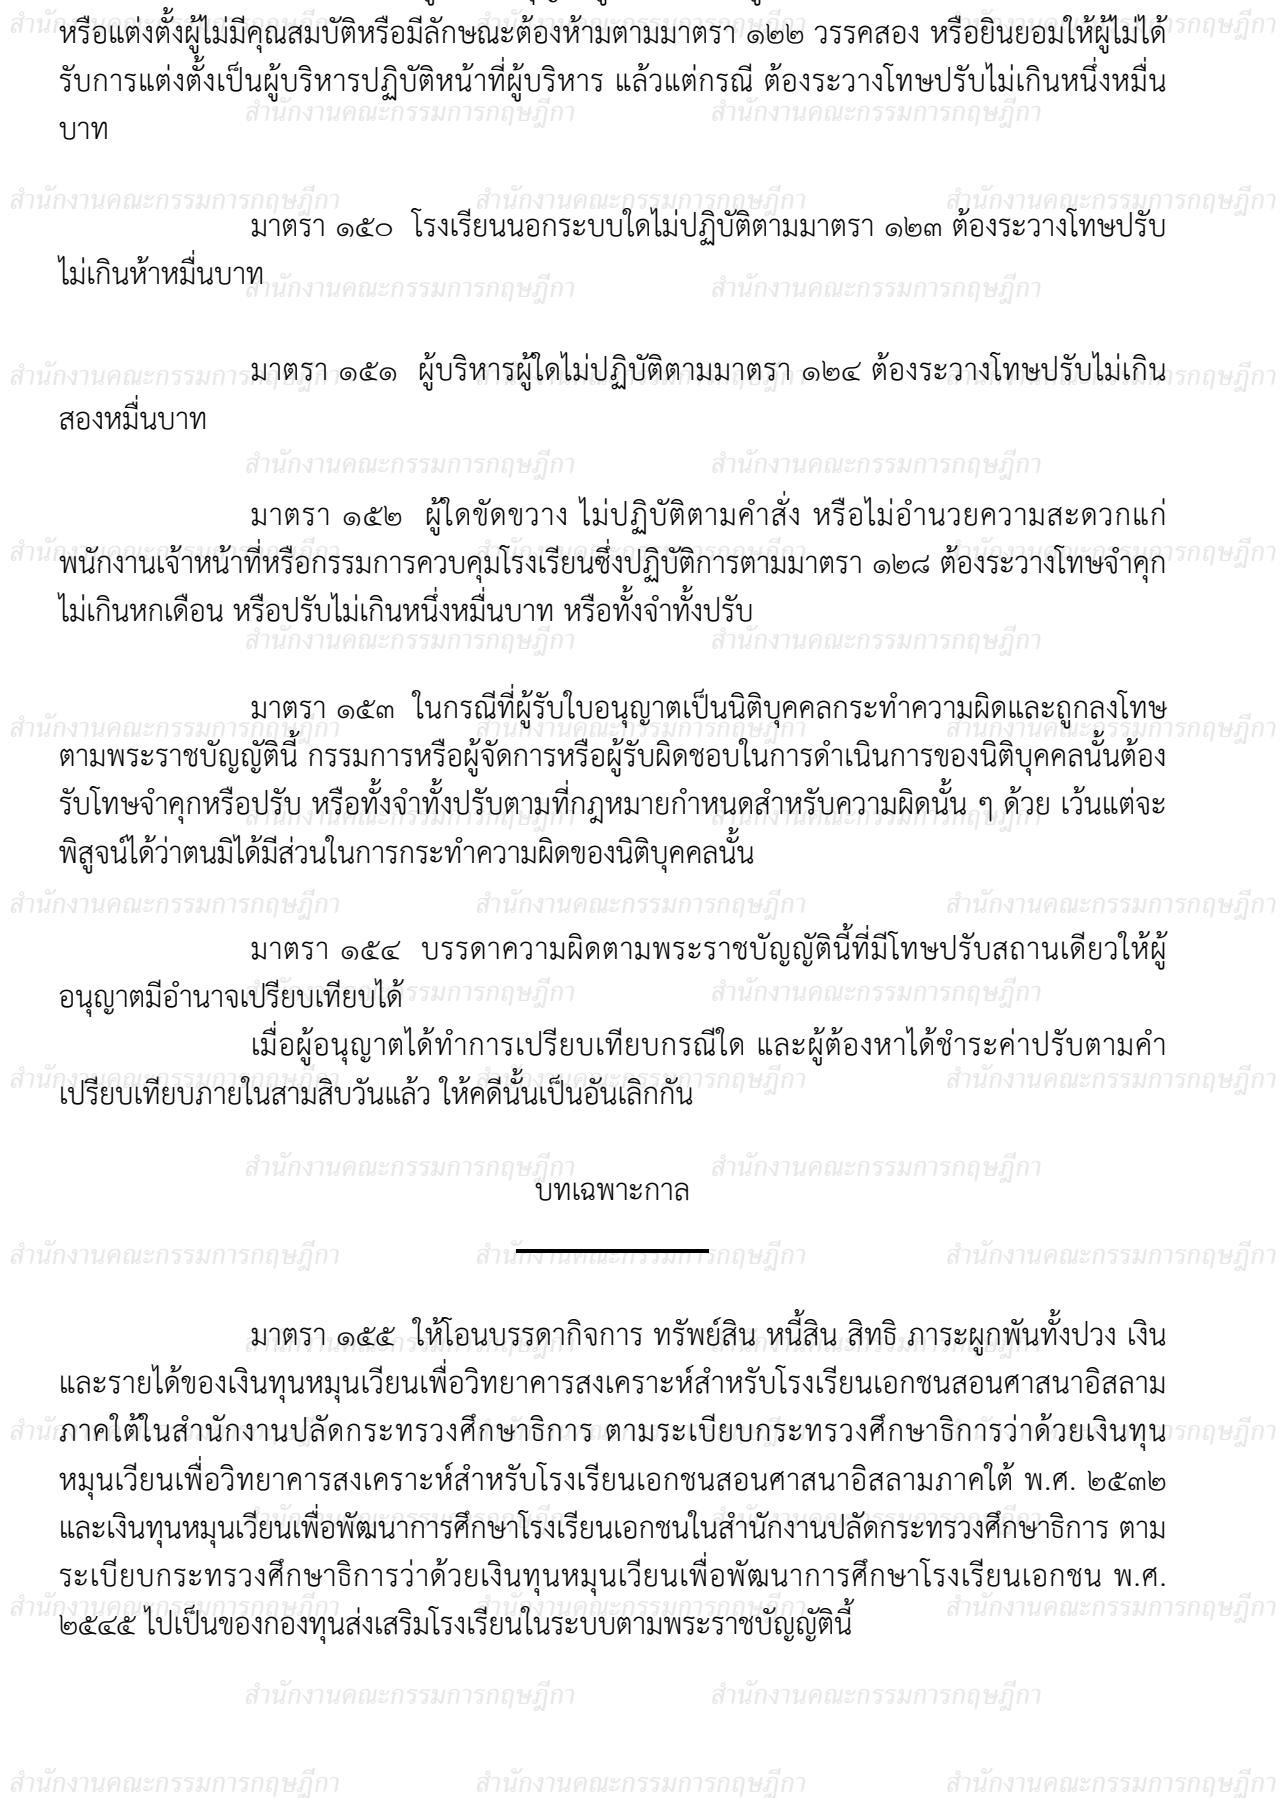 หรือแต่งตั้งผู้ไม่มีคุณสมบัติหรือมีลักษณะต้องห้ามตามมาตรา ๑๒๒ วรรคสอง หรือยินยอมให้ผู้ไม่ได้
รับการแต่งตั้งเป็นผู้บริหารปฏิบัติหน้าที่ผู้บริหาร แล้วแต่กรณี ต้องระวางโทษปรับไม่เกินหนึ่งหมื่น
บาท
มาตรา ๑๕๐ โรงเรียนนอกระบบใดไม่ปฏิบัติตามมาตรา ๑๒๓ ต้องระวางโทษปรับ
ไม่เกินห้าหมื่นบาท
มาตรา ๑๕๑ ผู้บริหารผู้ใดไม่ปฏิบัติตามมาตรา ๑๒๔ ต้องระวางโทษปรับไม่เกิน
สองหมื่นบาท
มาตรา ๑๕๒ ผู้ใดขัดขวาง ไม่ปฏิบัติตามคำสั่ง หรือไม่อำนวยความสะดวกแก่
พนักงานเจ้าหน้าที่หรือกรรมการควบคุมโรงเรียนซึ่งปฏิบัติการตามมาตรา ๑๒๘ ต้องระวางโทษจำคุก
ไม่เกินหกเดือน หรือปรับไม่เกินหนึ่งหมื่นบาท หรือทั้งจำทั้งปรับ
มาตรา ๑๕๓ ในกรณีที่ผู้รับใบอนุญาตเป็นนิติบุคคลกระทำความผิดและถูกลงโทษ
ตามพระราชบัญญัตินี้ กรรมการหรือผู้จัดการหรือผู้รับผิดชอบในการดำเนินการของนิติบุคคลนั้นต้อง
รับโทษจำคุกหรือปรับ หรือทั้งจำทั้งปรับตามที่กฎหมายกำหนดสำหรับความผิดนั้น ๆ ด้วย เว้นแต่จะ
พิสูจน์ได้ว่าตนมิได้มีส่วนในการกระทำความผิดของนิติบุคคลนั้น
มาตรา ๑๕๔ บรรดาความผิดตามพระราชบัญญัตินี้ที่มีโทษปรับสถานเดียวให้ผู้
อนุญาตมีอำนาจเปรียบเทียบได้
เมื่อผู้อนุญาตได้ทำการเปรียบเทียบกรณีใด และผู้ต้องหาได้ชำระค่าปรับตามคำ
เปรียบเทียบภายในสามสิบวันแล้ว ให้คดีนั้นเป็นอันเลิกกัน
บทเฉพาะกาล
มาตรา ๑๕๕ ให้โอนบรรดากิจการ ทรัพย์สิน หนี้สิน สิทธิ ภาระผูกพันทั้งปวง เงิน
และรายได้ของเงินทุนหมุนเวียนเพื่อวิทยาคารสงเคราะห์สำหรับโรงเรียนเอกชนสอนศาสนาอิสลาม
ภาคใต้ในสำนักงานปลัดกระทรวงศึกษาธิการ ตามระเบียบกระทรวงศึกษาธิการว่าด้วยเงินทุน
หมุนเวียนเพื่อวิทยาคารสงเคราะห์สำหรับโรงเรียนเอกชนสอนศาสนาอิสลามภาคใต้ พ.ศ. ๒๕๓๒
และเงินทุนหมุนเวียนเพื่อพัฒนาการศึกษาโรงเรียนเอกชนในสำนักงานปลัดกระทรวงศึกษาธิการ ตาม
ระเบียบกระทรวงศึกษาธิการว่าด้วยเงินทุนหมุนเวียนเพื่อพัฒนาการศึกษาโรงเรียนเอกชน พ.ศ.
๒๕๔๕ ไปเป็นของกองทุนส่งเสริมโรงเรียนในระบบตามพระราชบัญญัตินี้
สำนักงานคณะกรรมการกฤษฎีกา